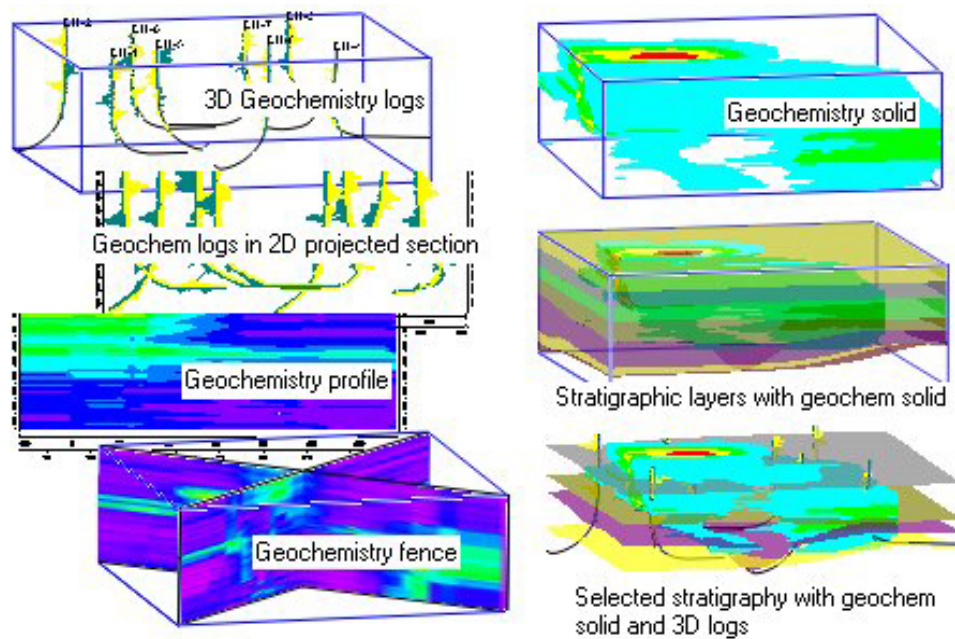 3D Geochemistry logs
Geochem logs in 2D projected section
Geochemistry profile
Geochemistry fence
Geochemistry solid
Stratigraphic layers with geochem solid
Selected stratigraphy with geochem
solid and 3D logs